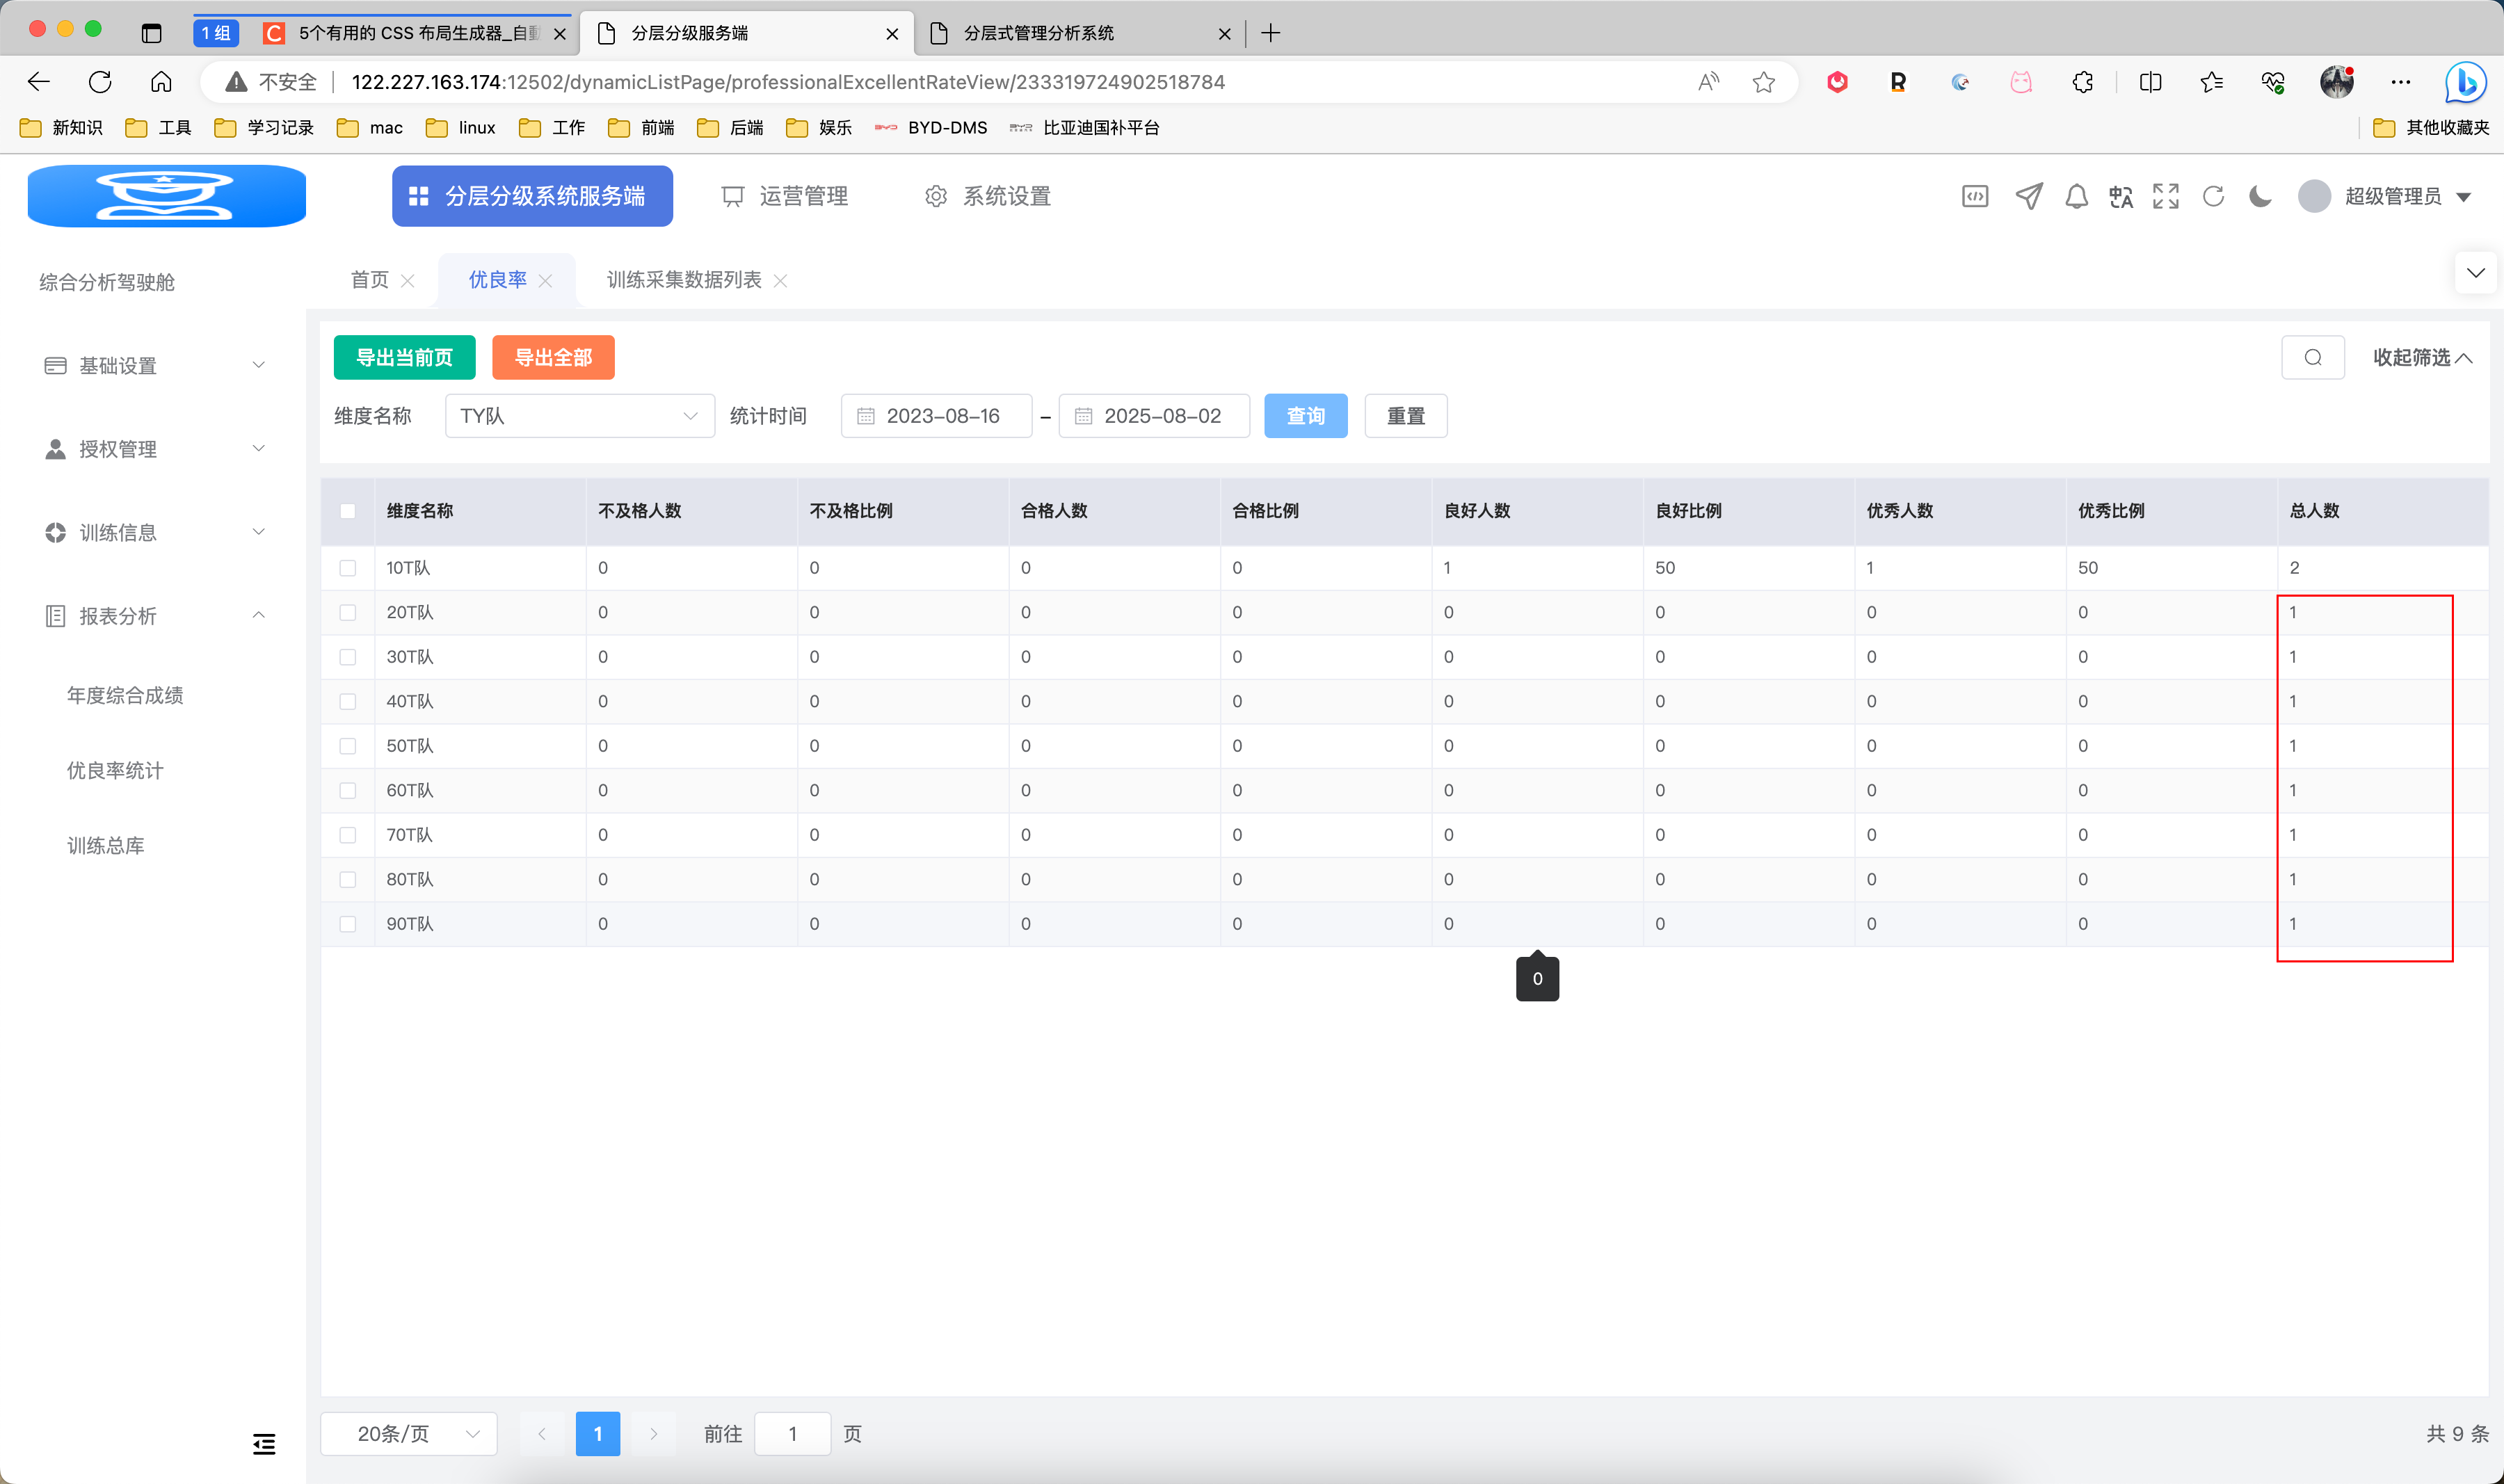 1 组 5个有用的 CSS 布局生成器_自動 分层分级服务端 分层式管理分析系统
不安全 122.227.163.174:12502/dynamicListPage/professionalExcellentRateView/233319724902518784
新知识 工具 学习记录 mac linux 工作 前端 后端 娱乐 BYD-DMS 比亚迪国补平台 其他收藏夹
分层分级系统服务端 运营管理 系统设置 超级管理员
综合分析驾驶舱
基础设置
授权管理
训练信息
报表分析
年度综合成绩
优良率统计
训练总库
首页 优良率 训练采集数据列表
导出当前页 导出全部 收起筛选
维度名称 TY队 统计时间 2023-08-16 - 2025-08-02 查询 重置
维度名称 不及格人数 不及格比例 合格人数 合格比例 良好人数 良好比例 优秀人数 优秀比例 总人数
10T队 0 0 0 0 1 50 1 50 2
20T队 0 0 0 0 0 0 0 0 1
30T队 0 0 0 0 0 0 0 0 1
40T队 0 0 0 0 0 0 0 0 1
50T队 0 0 0 0 0 0 0 0 1
60T队 0 0 0 0 0 0 0 0 1
70T队 0 0 0 0 0 0 0 0 1
80T队 0 0 0 0 0 0 0 0 1
90T队 0 0 0 0 0 0 0 0 1
0
20条/页 1 前往 1 页 共 9 条